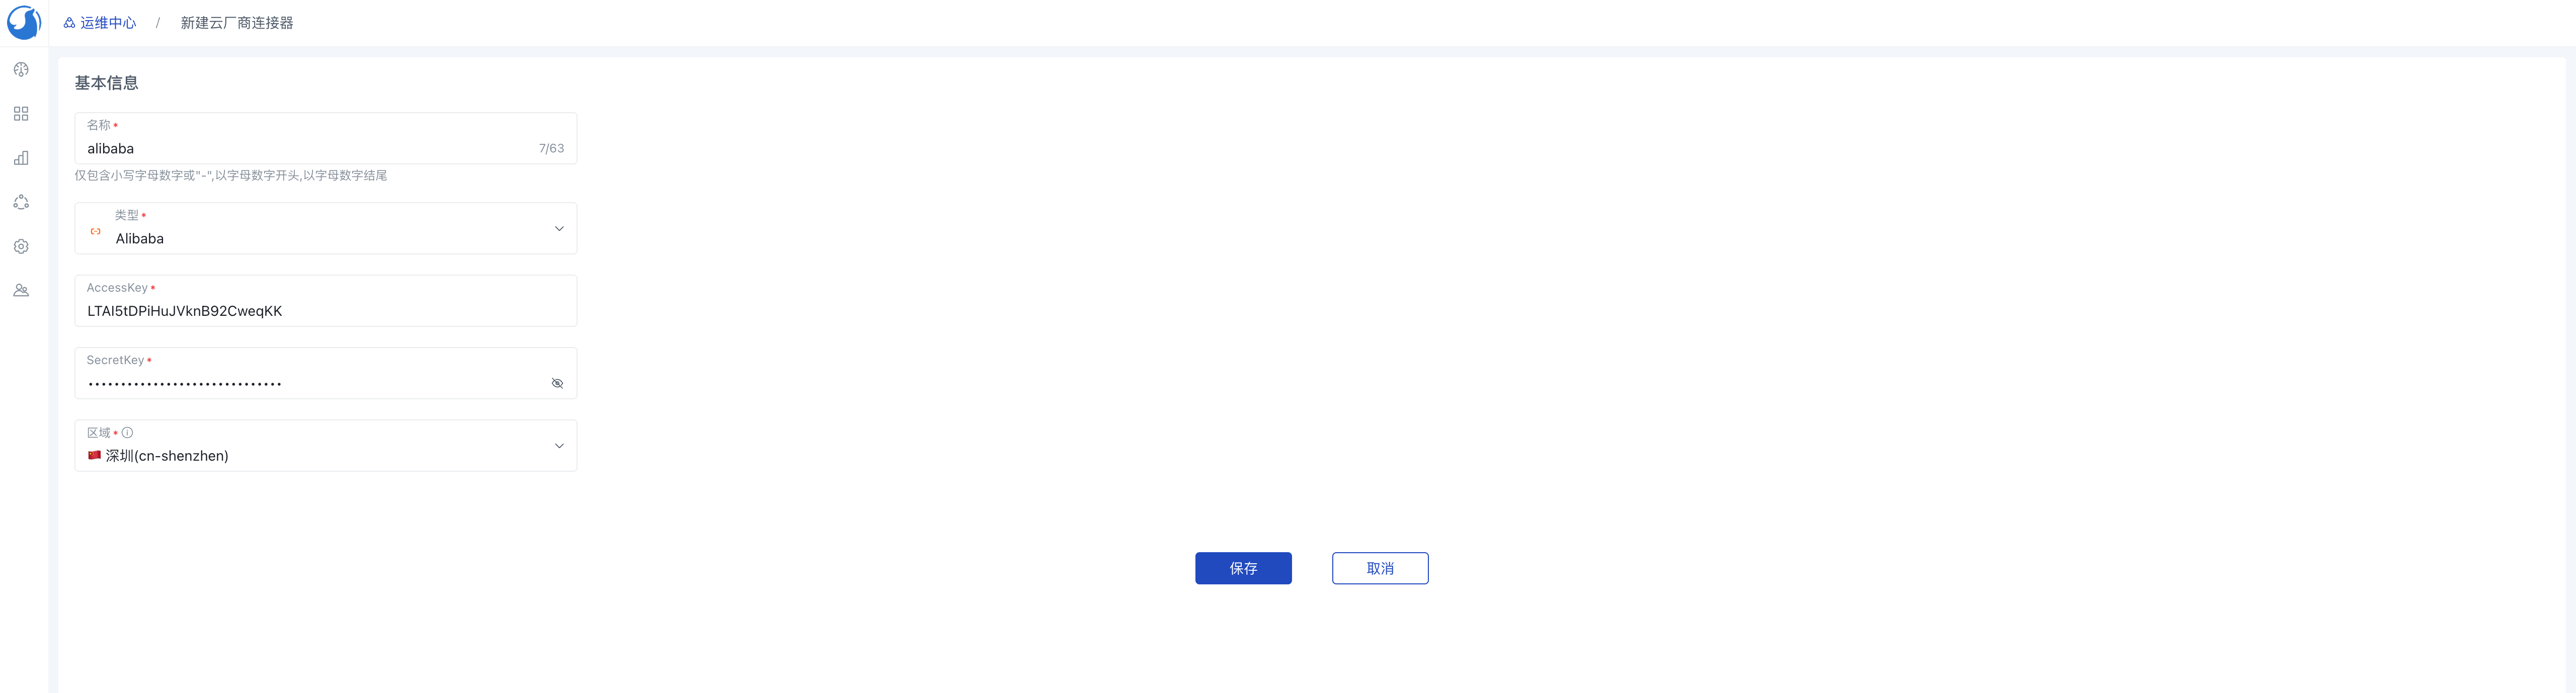 运维中心 / 新建云厂商连接器
基本信息
名称 *
alibaba 7/63
仅包含小写字母数字或"-",以字母数字开头,以字母数字结尾
类型 *
Alibaba
AccessKey *
LTAI5tDPiHuJVknB92CweqKK
SecretKey *
••••••••••••••••••••••••••••••
区域 *
深圳(cn-shenzhen)
保存 取消